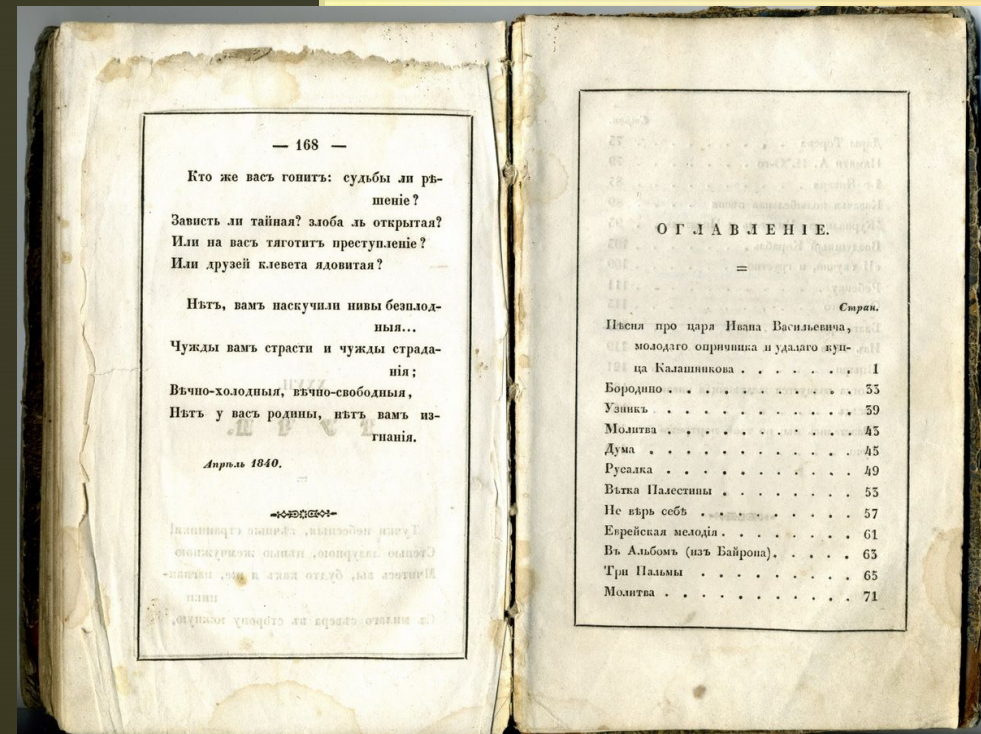 — 168 —
Кто же васъ гонитъ: судьбы ли рѣ-
шеніе?
Зависть ли тайная? злоба ль открытая?
Или на васъ тяготитъ преступленіе?
Или друзей клевета ядовитая?
Нѣтъ, вамъ наскучили нивы безплод-
ныя...
Чужды вамъ страсти и чужды страда-
нія;
Вѣчно-холодныя, вѣчно-свободныя,
Нѣтъ у васъ родины, нѣтъ вамъ из-
гнанія.
Апрѣль 1840.
ОГЛАВЛЕНІЕ.
Стран.
Пѣсня про царя Ивана Васильевича,
молодаго опричника и удалаго куп-
ца Калашникова . . . . . . 1
Бородино . . . . . . . . . . 33
Узникъ . . . . . . . . . . 39
Молитва . . . . . . . . . . 43
Дума . . . . . . . . . . 45
Русалка . . . . . . . . . . 49
Вѣтка Палестины . . . . . . . 53
Не вѣрь себѣ . . . . . . . . 57
Еврейская мелодія . . . . . . . 61
Въ Альбомъ (изъ Байрона). . . . . 63
Три Пальмы . . . . . . . . 65
Молитва . . . . . . . . . . 71